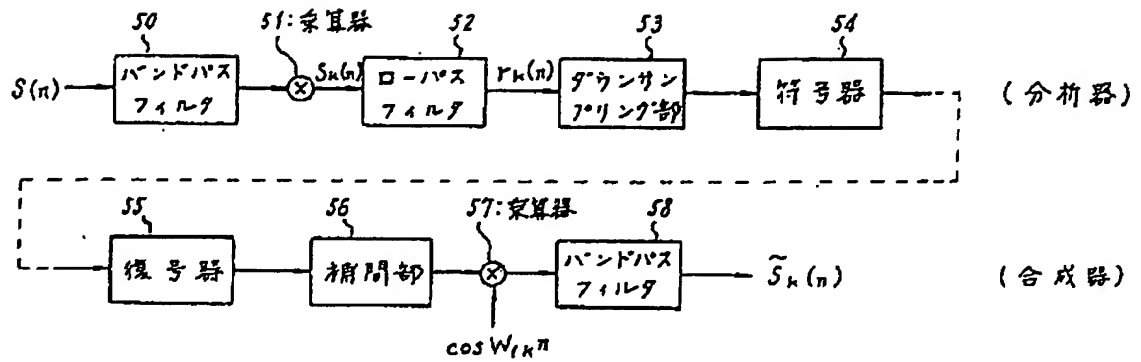 50
51:乗算器
52
53
54
S(n)
バンドパス
フィルタ
Sk(n)
ローパス
フィルタ
rk(n)
ダウンサン
プリング部
符号器
(分析器)
55
56
57:乗算器
58
復号器
補間部
バンドパス
フィルタ
S̃k(n)
(合成器)
cosW1kn